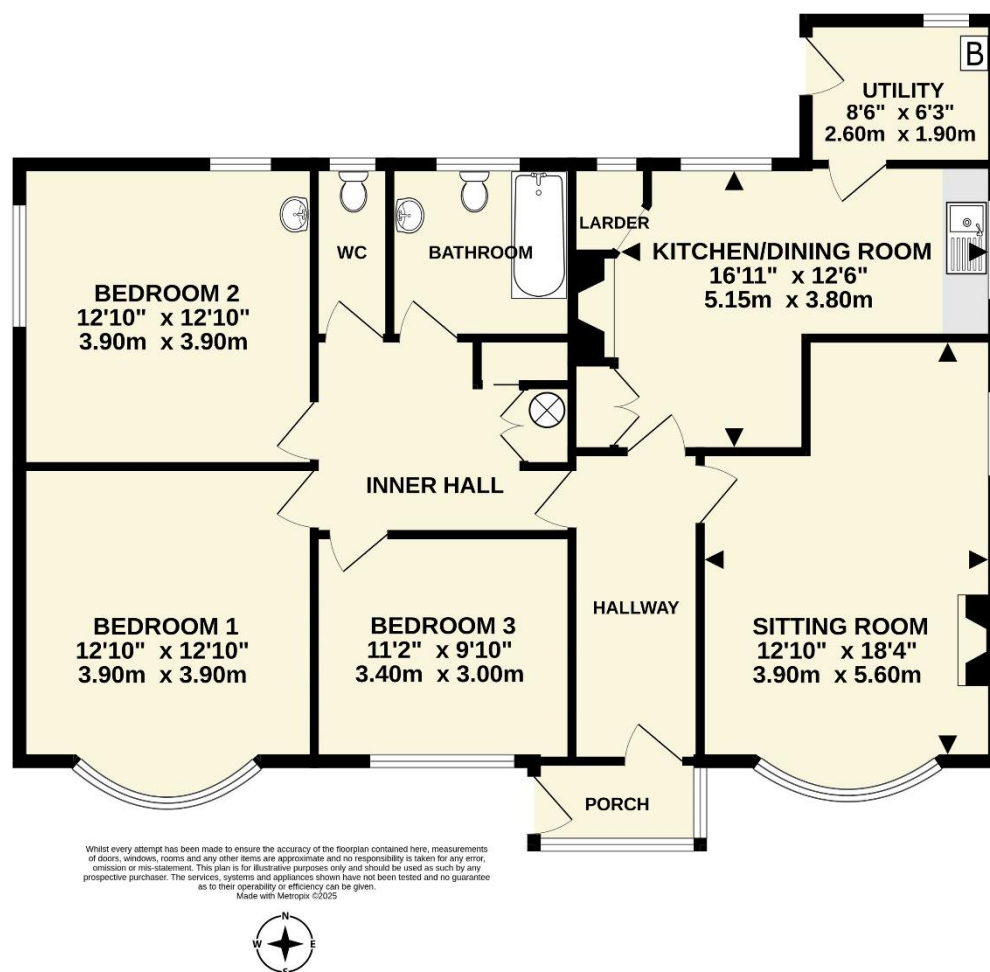 B
UTILITY
8'6" x 6'3"
2.60m x 1.90m
LARDER
WC
BATHROOM
KITCHEN/DINING ROOM
16'11" x 12'6"
5.15m x 3.80m
BEDROOM 2
12'10" x 12'10"
3.90m x 3.90m
INNER HALL
HALLWAY
BEDROOM 1
12'10" x 12'10"
3.90m x 3.90m
BEDROOM 3
11'2" x 9'10"
3.40m x 3.00m
SITTING ROOM
12'10" x 18'4"
3.90m x 5.60m
PORCH
Whilst every attempt has been made to ensure the accuracy of the floorplan contained here, measurements
of doors, windows, rooms and any other items are approximate and no responsibility is taken for any error,
omission or mis-statement. This plan is for illustrative purposes only and should be used as such by any
prospective purchaser. The services, systems and appliances shown have not been tested and no guarantee
as to their operability or efficiency can be given.
Made with Metropix ©2025
N
W E
S